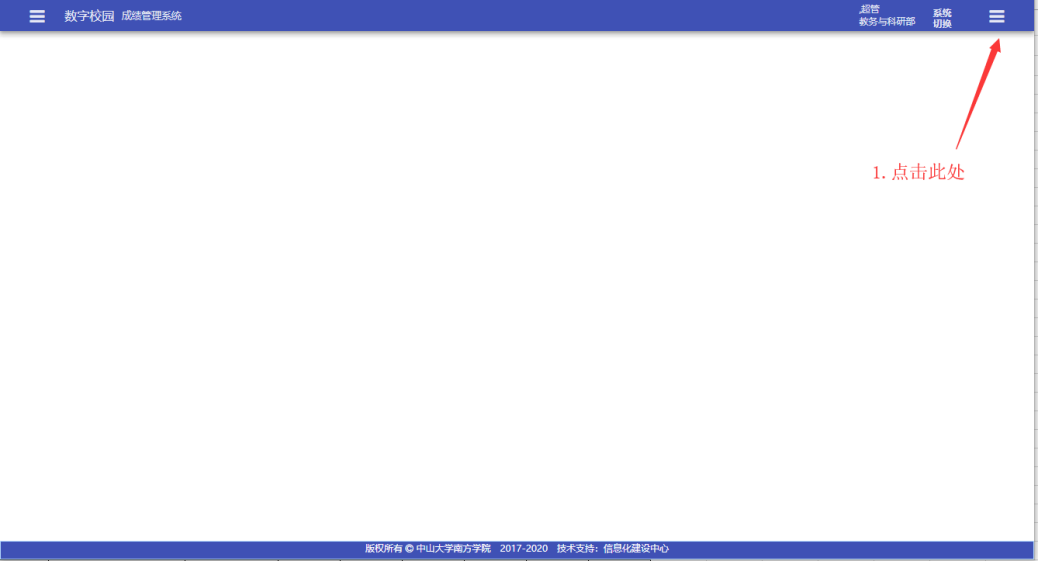 数字校园 成绩管理系统
超管
教务与科研部
系统
切换
1. 点击此处
版权所有 © 中山大学南方学院 2017-2020 技术支持：信息化建设中心